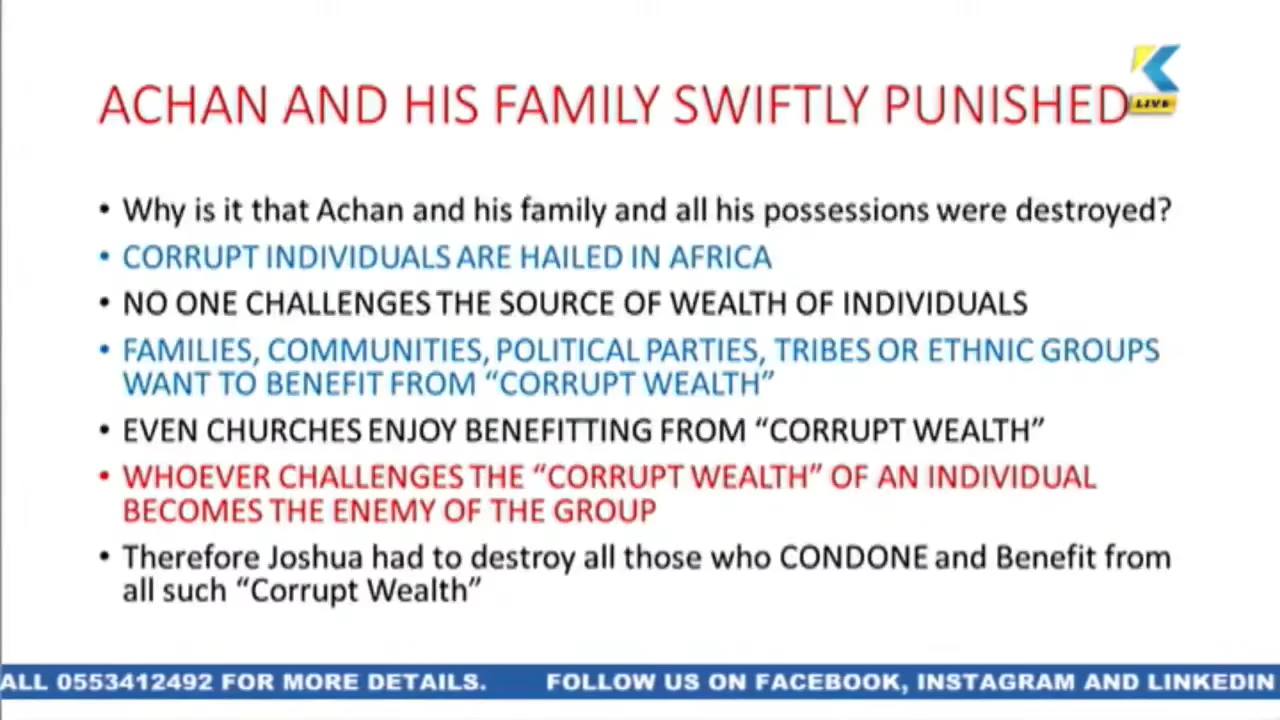 ACHAN AND HIS FAMILY SWIFTLY PUNISHED
LIVE
• Why is it that Achan and his family and all his possessions were destroyed?
• CORRUPT INDIVIDUALS ARE HAILED IN AFRICA
• NO ONE CHALLENGES THE SOURCE OF WEALTH OF INDIVIDUALS
• FAMILIES, COMMUNITIES, POLITICAL PARTIES, TRIBES OR ETHNIC GROUPS
WANT TO BENEFIT FROM “CORRUPT WEALTH”
• EVEN CHURCHES ENJOY BENEFITTING FROM “CORRUPT WEALTH”
• WHOEVER CHALLENGES THE “CORRUPT WEALTH” OF AN INDIVIDUAL
BECOMES THE ENEMY OF THE GROUP
• Therefore Joshua had to destroy all those who CONDONE and Benefit from
all such “Corrupt Wealth”
ALL 0553412492 FOR MORE DETAILS. FOLLOW US ON FACEBOOK, INSTAGRAM AND LINKEDIN